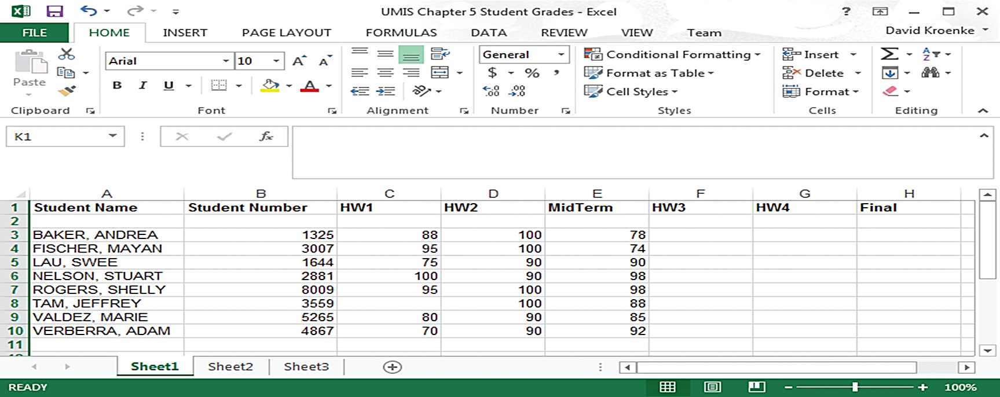 UMIS Chapter 5 Student Grades - Excel ?
FILE HOME INSERT PAGE LAYOUT FORMULAS DATA REVIEW VIEW Team David Kroenke
Arial 10 A A General Conditional Formatting Insert Σ A Z
Paste $ % , Format as Table Delete
B I U A .0 .00 .00 .0 Cell Styles Format
Clipboard Font Alignment Number Styles Cells Editing
K1 fx
A B C D E F G H
1 Student Name Student Number HW1 HW2 MidTerm HW3 HW4 Final
2
3 BAKER, ANDREA 1325 88 100 78
4 FISCHER, MAYAN 3007 95 100 74
5 LAU, SWEE 1644 75 90 90
6 NELSON, STUART 2881 100 90 98
7 ROGERS, SHELLY 8009 95 100 98
8 TAM, JEFFREY 3559 100 88
9 VALDEZ, MARIE 5265 80 90 85
10 VERBERRA, ADAM 4867 70 90 92
11
Sheet1 Sheet2 Sheet3
READY 100%